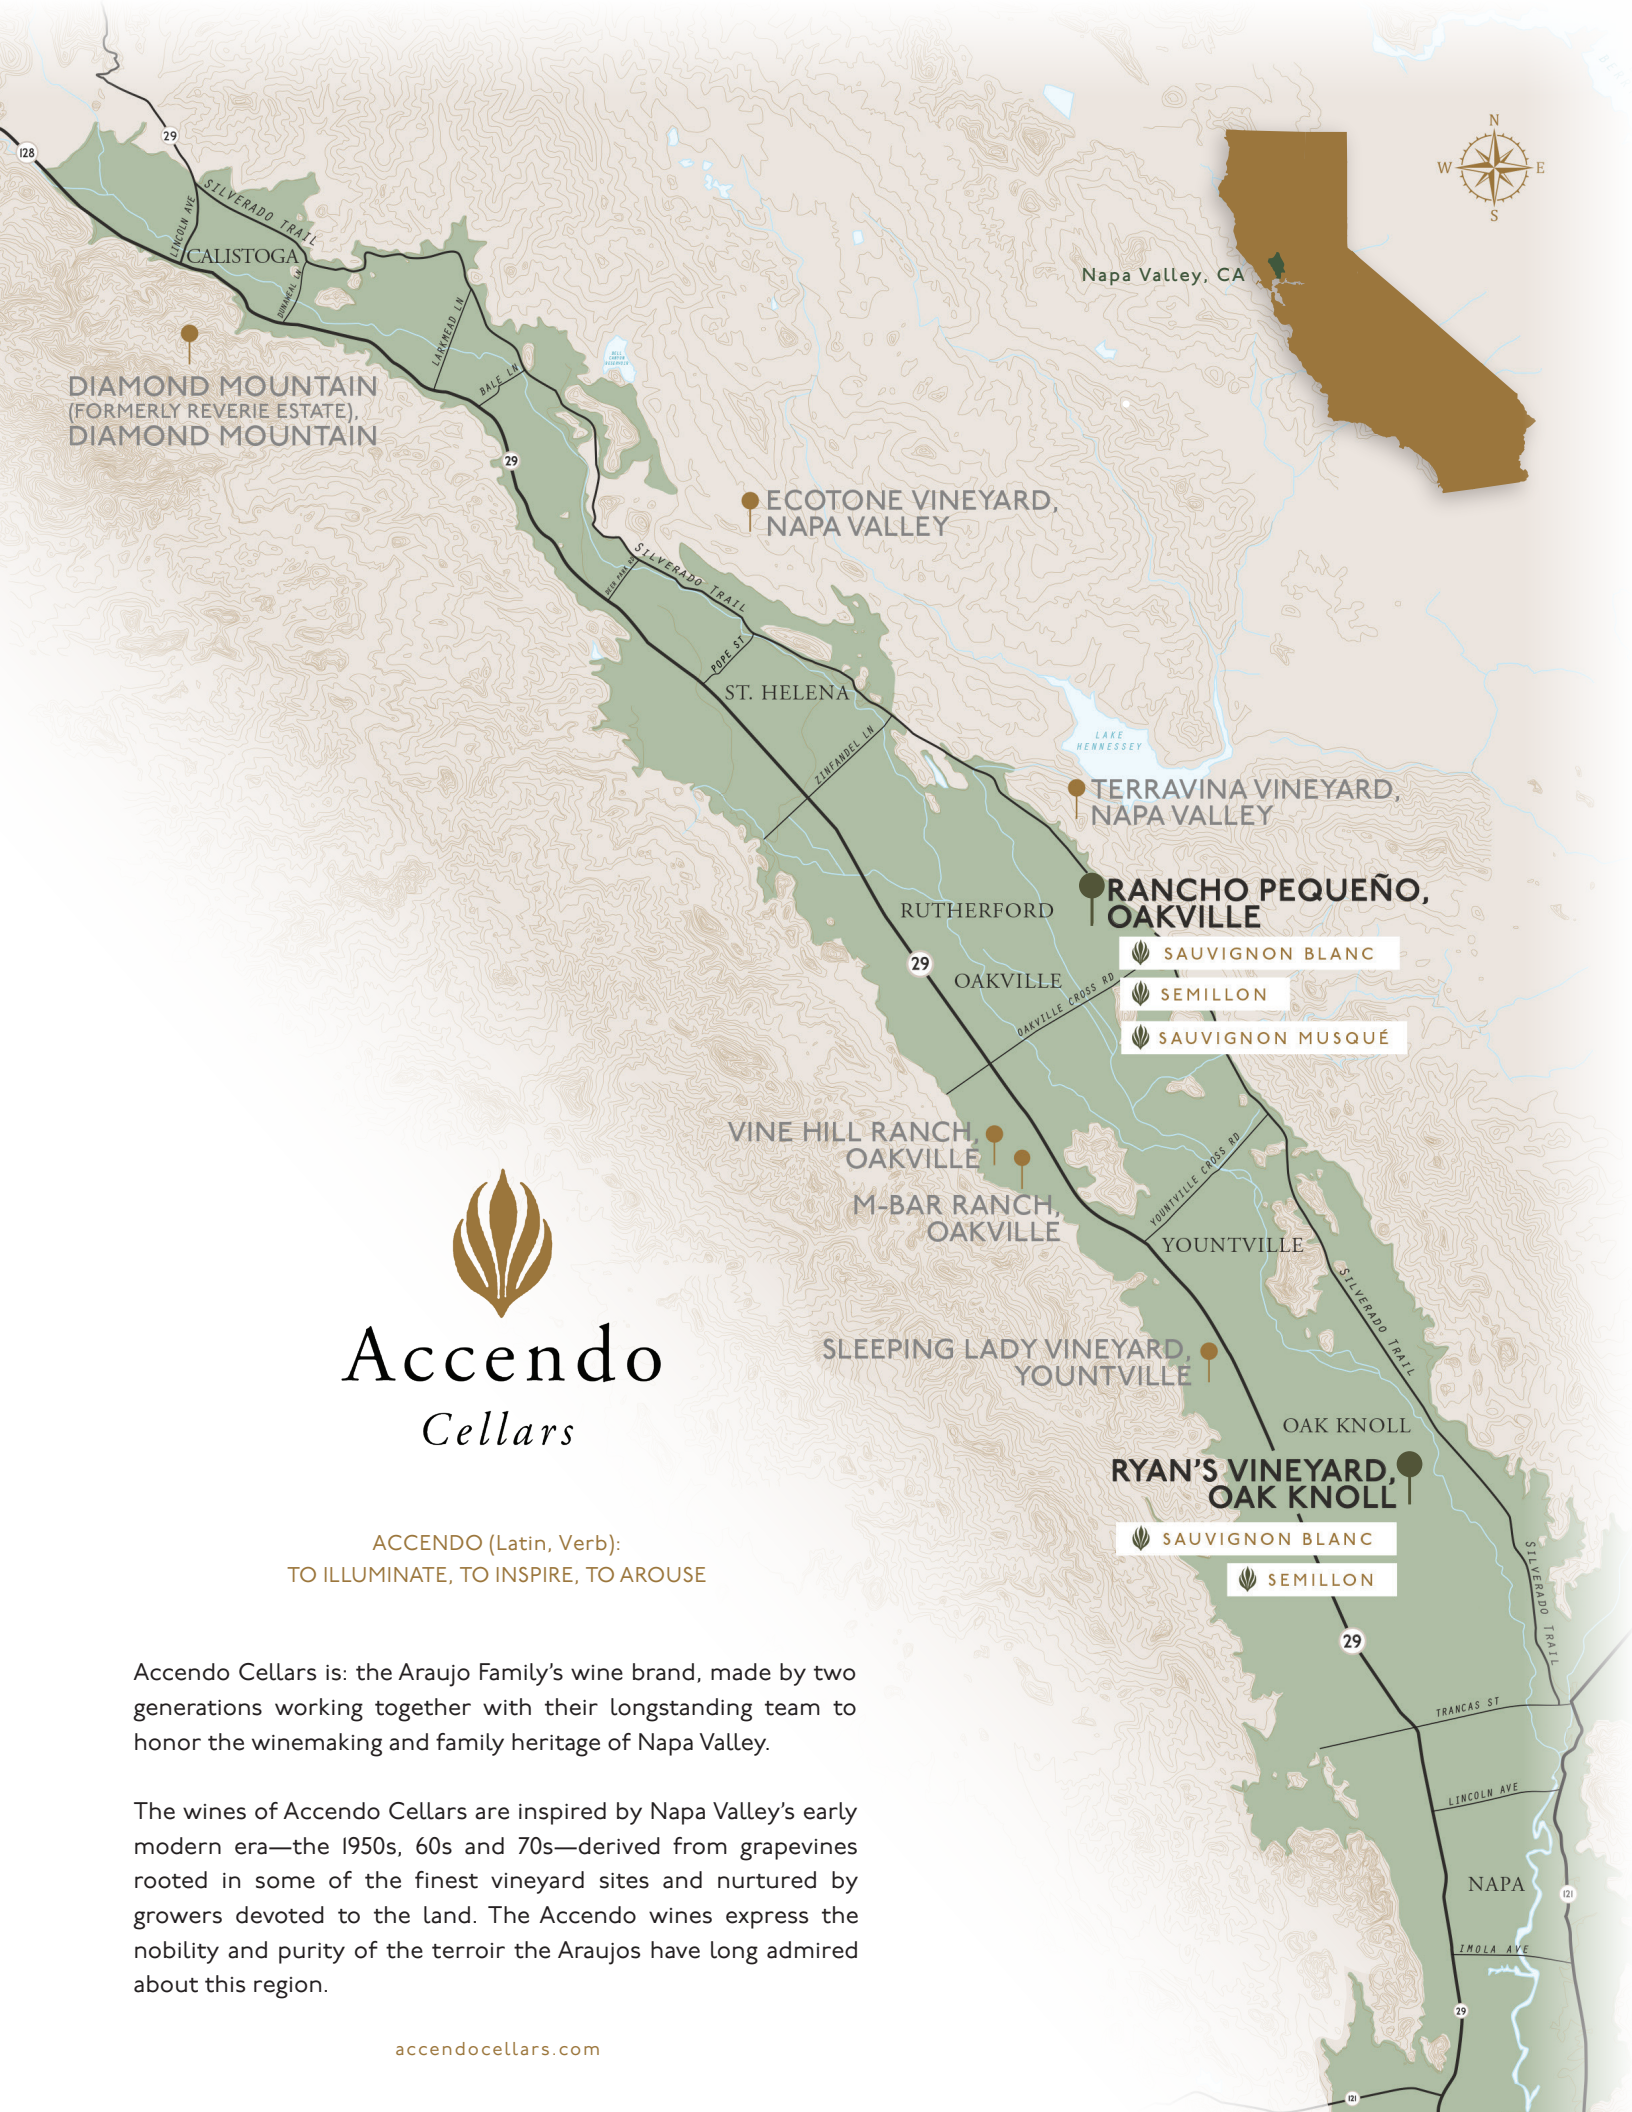 N
W E
S
29
128
SILVERADO TRAIL
LINCOLN AVE
CALISTOGA
DUNAWEAL LN
Napa Valley, CA
LARKMEAD LN
BALE LN
BELL
CANYON
RESERVOIR
DIAMOND MOUNTAIN
(FORMERLY REVERIE ESTATE),
DIAMOND MOUNTAIN
29
ECOTONE VINEYARD,
NAPA VALLEY
SILVERADO TRAIL
DEER PARK RD
POPE ST
ST. HELENA
ZINFANDEL LN
LAKE
HENNESSEY
TERRAVINA VINEYARD,
NAPA VALLEY
RANCHO PEQUEÑO,
OAKVILLE
SAUVIGNON BLANC
SEMILLON
SAUVIGNON MUSQUÉ
RUTHERFORD
29
OAKVILLE
OAKVILLE CROSS RD
VINE HILL RANCH,
OAKVILLE
M-BAR RANCH,
OAKVILLE
YOUNTVILLE CROSS RD
YOUNTVILLE
SILVERADO TRAIL
SLEEPING LADY VINEYARD,
YOUNTVILLE
OAK KNOLL
RYAN'S VINEYARD,
OAK KNOLL
SAUVIGNON BLANC
SEMILLON
SILVERADO TRAIL
29
TRANCAS ST
LINCOLN AVE
NAPA
121
IMOLA AVE
29
121
Accendo
Cellars
ACCENDO (Latin, Verb):
TO ILLUMINATE, TO INSPIRE, TO AROUSE
Accendo Cellars is: the Araujo Family's wine brand, made by two
generations working together with their longstanding team to
honor the winemaking and family heritage of Napa Valley.
The wines of Accendo Cellars are inspired by Napa Valley's early
modern era—the 1950s, 60s and 70s—derived from grapevines
rooted in some of the finest vineyard sites and nurtured by
growers devoted to the land. The Accendo wines express the
nobility and purity of the terroir the Araujos have long admired
about this region.
accendocellars.com